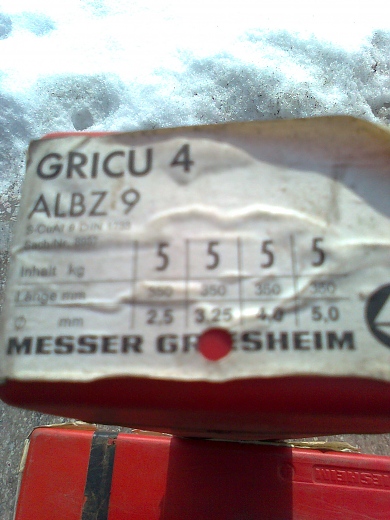 GRICU 4
ALBZ 9
Inhalt kg 5 5 5 5
Länge mm 350 350 350 350
Ø mm 2,5 3,25 4,0 5,0
MESSER GRIESHEIM